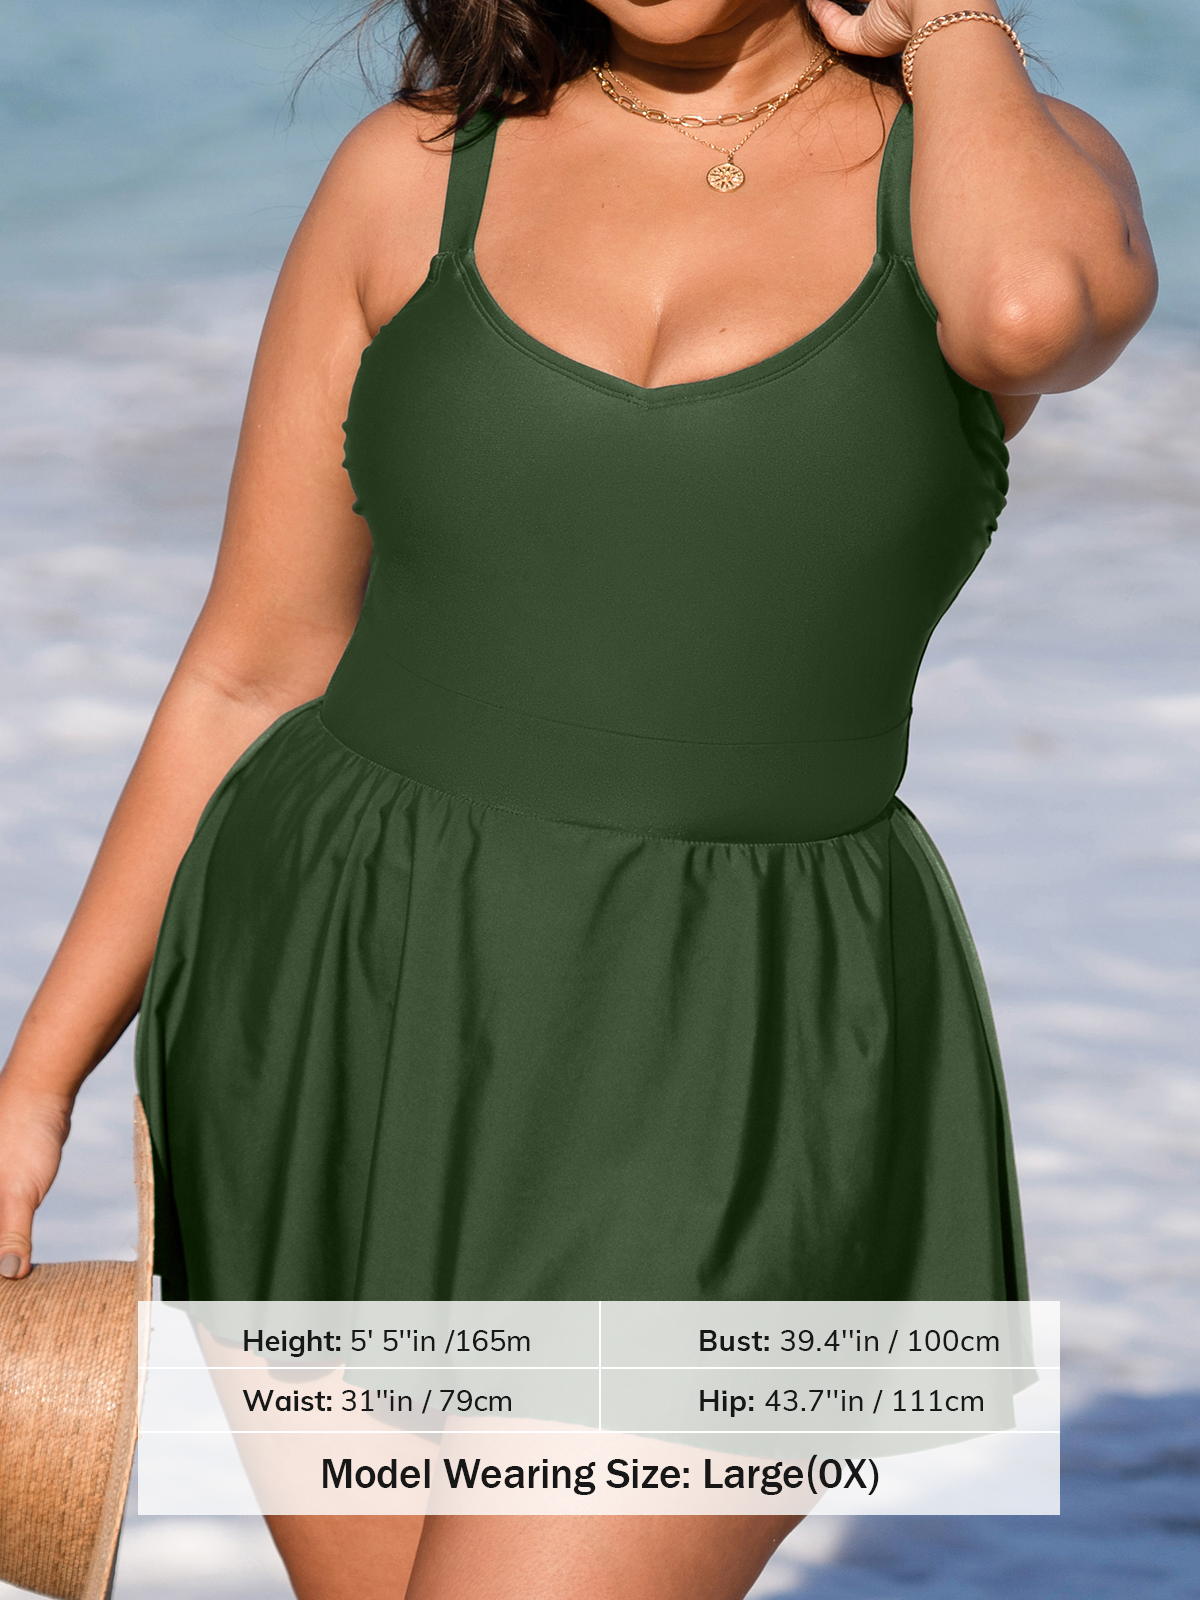 Height: 5' 5''in /165m
Bust: 39.4''in / 100cm
Waist: 31''in / 79cm
Hip: 43.7''in / 111cm
Model Wearing Size: Large(0X)